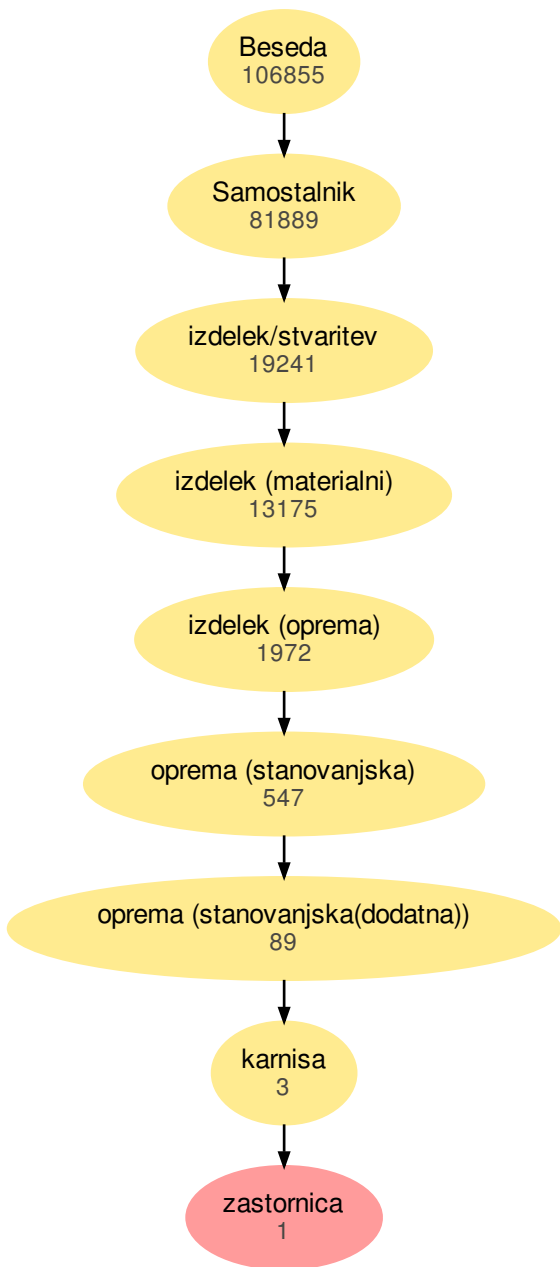 Beseda
106855
Samostalnik
81889
izdelek/stvaritev
19241
izdelek (materialni)
13175
izdelek (oprema)
1972
oprema (stanovanjska)
547
oprema (stanovanjska(dodatna))
89
karnisa
3
zastornica
1